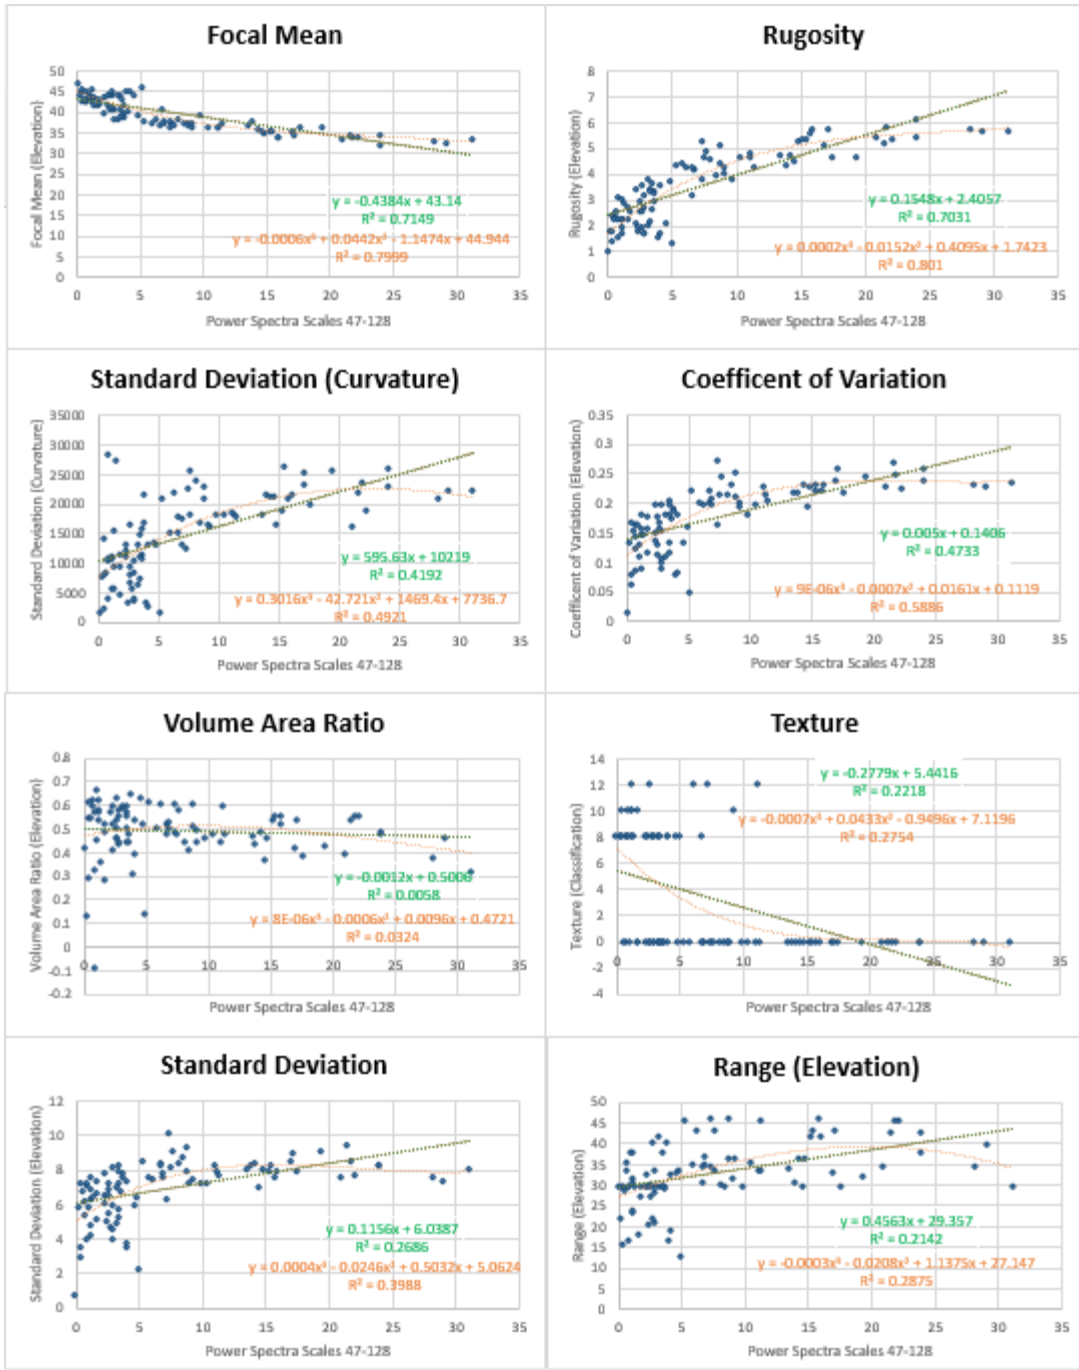 Focal Mean
50
45
40
35
30
25
20
15
10
5
0
Focal Mean (Elevation)
y = -0.4384x + 43.14
R² = 0.7149
y = -0.0006x³ + 0.0442x² - 1.1474x + 44.944
R² = 0.7999
0 5 10 15 20 25 30 35
Power Spectra Scales 47-128
Rugosity
8
7
6
5
4
3
2
1
0
Rugosity (Elevation)
y = 0.1548x + 2.4057
R² = 0.7031
y = 0.0002x³ - 0.0152x² + 0.4095x + 1.7423
R² = 0.801
0 5 10 15 20 25 30 35
Power Spectra Scales 47-128
Standard Deviation (Curvature)
35000
30000
25000
20000
15000
10000
5000
0
Standard Deviation (Curvature)
y = 595.63x + 10219
R² = 0.4192
y = 0.3016x³ - 42.721x² + 1469.4x + 7736.7
R² = 0.4921
0 5 10 15 20 25 30 35
Power Spectra Scales 47-128
Coefficent of Variation
0.35
0.3
0.25
0.2
0.15
0.1
0.05
0
Coefficient of Variation (Elevation)
y = 0.005x + 0.1406
R² = 0.4733
y = 9E-06x³ - 0.0007x² + 0.0161x + 0.1119
R² = 0.5886
0 5 10 15 20 25 30 35
Power Spectra Scales 47-128
Volume Area Ratio
0.8
0.7
0.6
0.5
0.4
0.3
0.2
0.1
0
-0.1
-0.2
Volume Area Ratio (Elevation)
y = -0.0012x + 0.5006
R² = 0.0058
y = 8E-06x³ - 0.0006x² + 0.0096x + 0.4721
R² = 0.0324
0 5 10 15 20 25 30 35
Power Spectra Scales 47-128
Texture
14
12
10
8
6
4
2
0
-2
-4
Texture (Classification)
y = -0.2779x + 5.4416
R² = 0.2218
y = -0.0007x³ + 0.0433x² - 0.9496x + 7.1196
R² = 0.2754
0 5 10 15 20 25 30 35
Power Spectra Scales 47-128
Standard Deviation
12
10
8
6
4
2
0
Standard Deviation (Elevation)
y = 0.1156x + 6.0387
R² = 0.2686
y = 0.0004x³ - 0.0246x² + 0.5032x + 5.0624
R² = 0.3988
0 5 10 15 20 25 30 35
Power Spectra Scales 47-128
Range (Elevation)
50
45
40
35
30
25
20
15
10
5
0
Range (Elevation)
y = 0.4563x + 29.357
R² = 0.2142
y = -0.0003x³ - 0.0208x² + 1.1375x + 27.147
R² = 0.2875
0 5 10 15 20 25 30 35
Power Spectra Scales 47-128